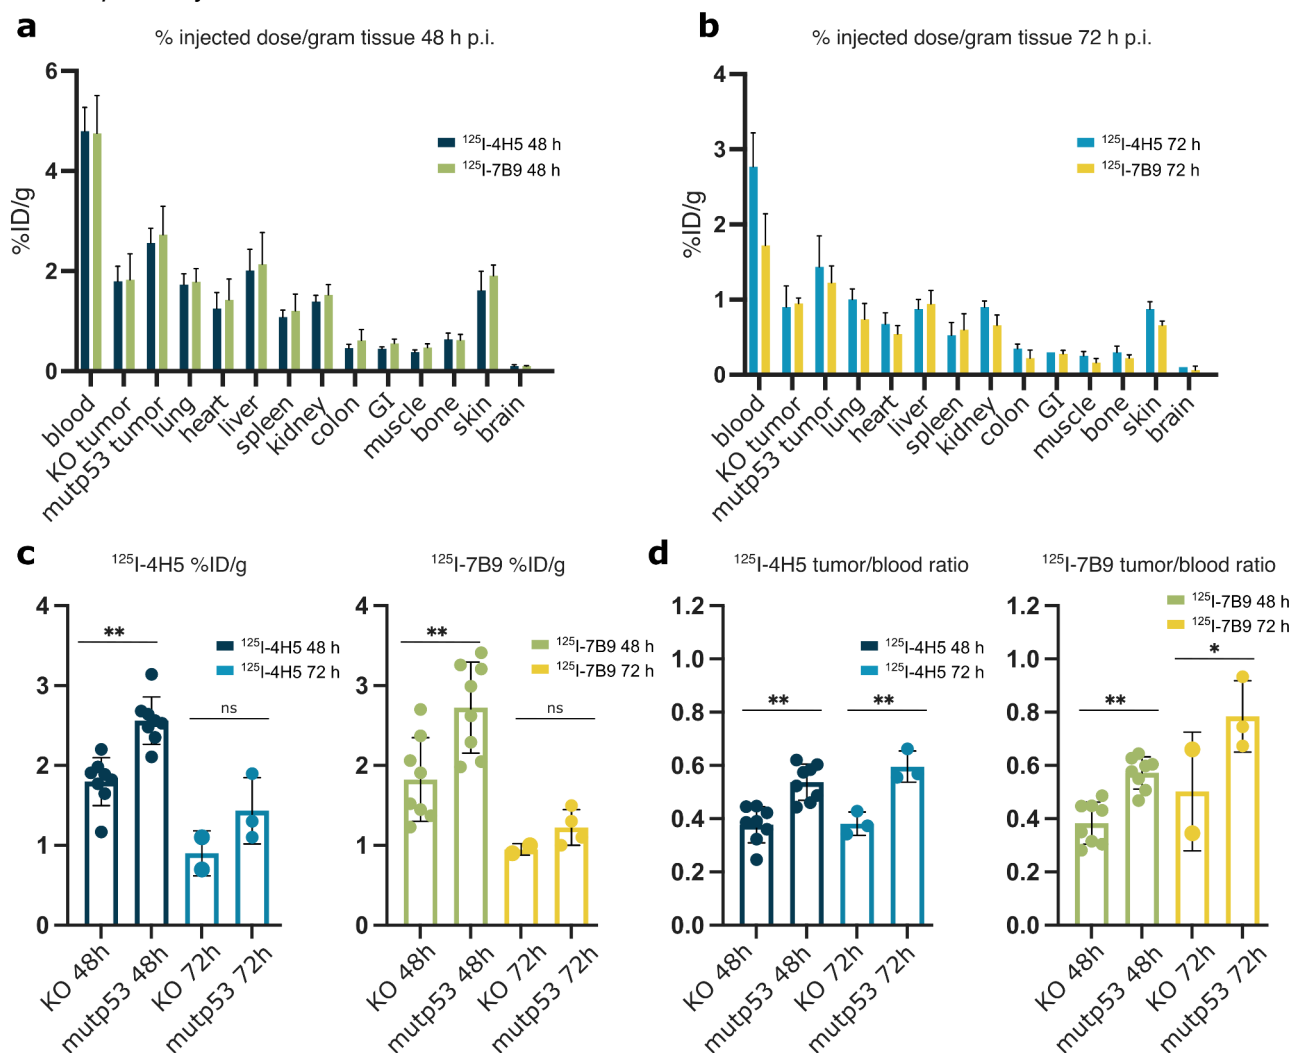 a
% injected dose/gram tissue 48 h p.i.
6
4
2
0
%ID/g
¹²⁵I-4H5 48 h
¹²⁵I-7B9 48 h
blood
KO tumor
mutp53 tumor
lung
heart
liver
spleen
kidney
colon
GI
muscle
bone
skin
brain
b
% injected dose/gram tissue 72 h p.i.
4
3
2
1
0
%ID/g
¹²⁵I-4H5 72 h
¹²⁵I-7B9 72 h
blood
KO tumor
mutp53 tumor
lung
heart
liver
spleen
kidney
colon
GI
muscle
bone
skin
brain
c
¹²⁵I-4H5 %ID/g
4
3
2
1
0
**
ns
¹²⁵I-4H5 48 h
¹²⁵I-4H5 72 h
KO 48h
mutp53 48h
KO 72h
mutp53 72h
¹²⁵I-7B9 %ID/g
4
3
2
1
0
**
ns
¹²⁵I-7B9 48 h
¹²⁵I-7B9 72 h
KO 48h
mutp53 48h
KO 72h
mutp53 72h
d
¹²⁵I-4H5 tumor/blood ratio
1.2
1.0
0.8
0.6
0.4
0.2
0.0
¹²⁵I-4H5 48 h
¹²⁵I-4H5 72 h
**
**
KO 48h
mutp53 48h
KO 72h
mutp53 72h
¹²⁵I-7B9 tumor/blood ratio
1.2
1.0
0.8
0.6
0.4
0.2
0.0
¹²⁵I-7B9 48 h
¹²⁵I-7B9 72 h
**
*
KO 48h
mutp53 48h
KO 72h
mutp53 72h